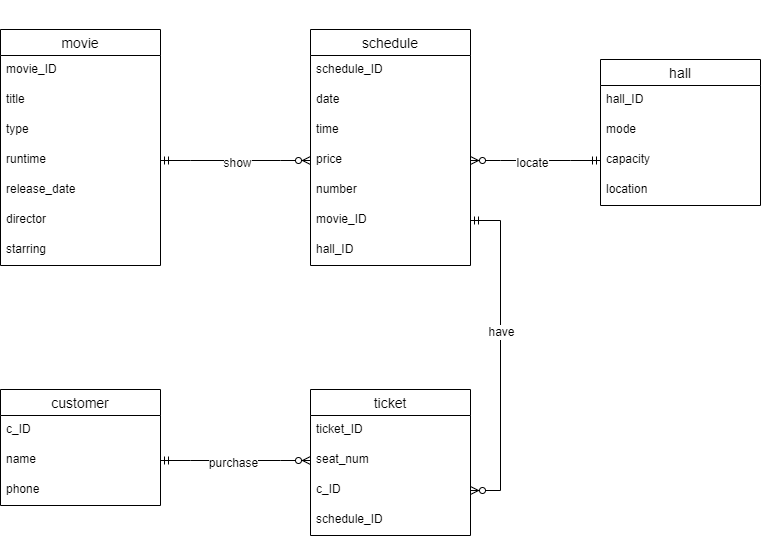 movie
movie_ID
title
type
runtime
release_date
director
starring
show
schedule
schedule_ID
date
time
price
number
movie_ID
hall_ID
locate
hall
hall_ID
mode
capacity
location
have
customer
c_ID
name
phone
purchase
ticket
ticket_ID
seat_num
c_ID
schedule_ID